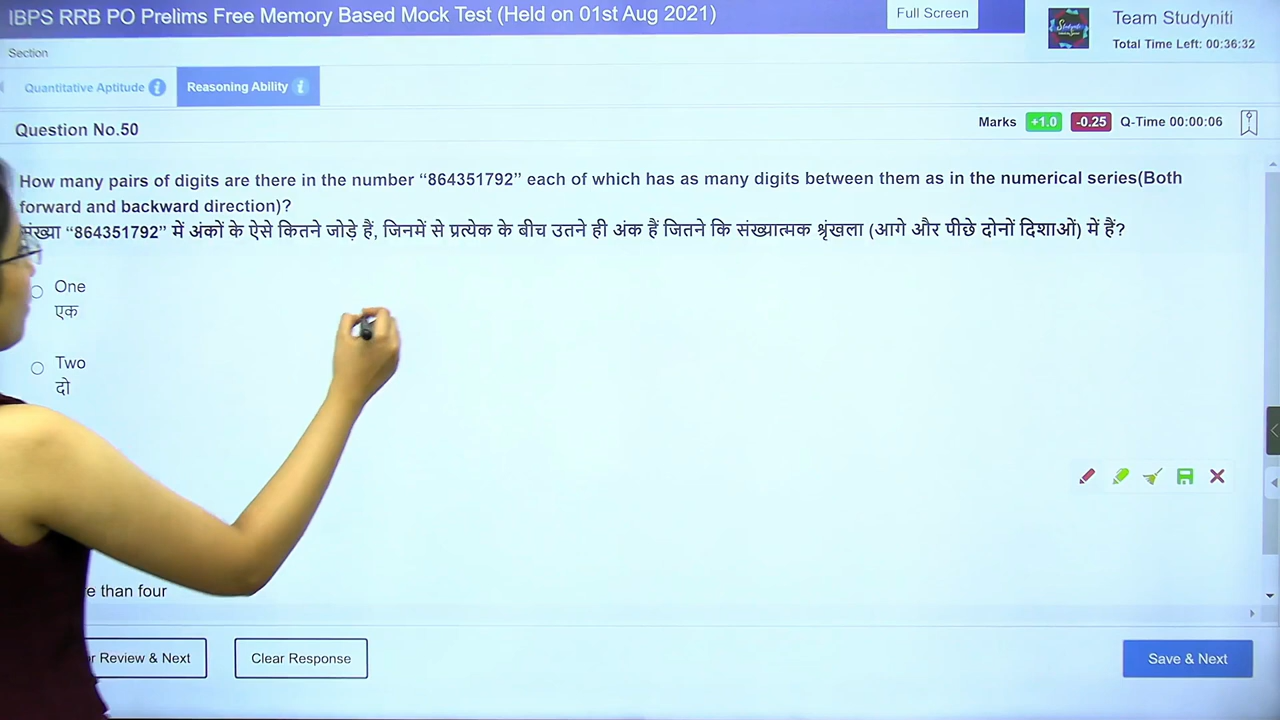 IBPS RRB PO Prelims Free Memory Based Mock Test (Held on 01st Aug 2021)
Full Screen
Team Studyniti
Total Time Left: 00:36:32
Section
Quantitative Aptitude
Reasoning Ability
Question No.50
Marks +1.0 -0.25 Q-Time 00:00:06
How many pairs of digits are there in the number “864351792” each of which has as many digits between them as in the numerical series(Both
forward and backward direction)?
संख्या “864351792” में अंकों के ऐसे कितने जोड़े हैं, जिनमें से प्रत्येक के बीच उतने ही अंक हैं जितने कि संख्यात्मक श्रृंखला (आगे और पीछे दोनों दिशाओं) में हैं?
One
एक
Two
दो
than four
Review & Next
Clear Response
Save & Next